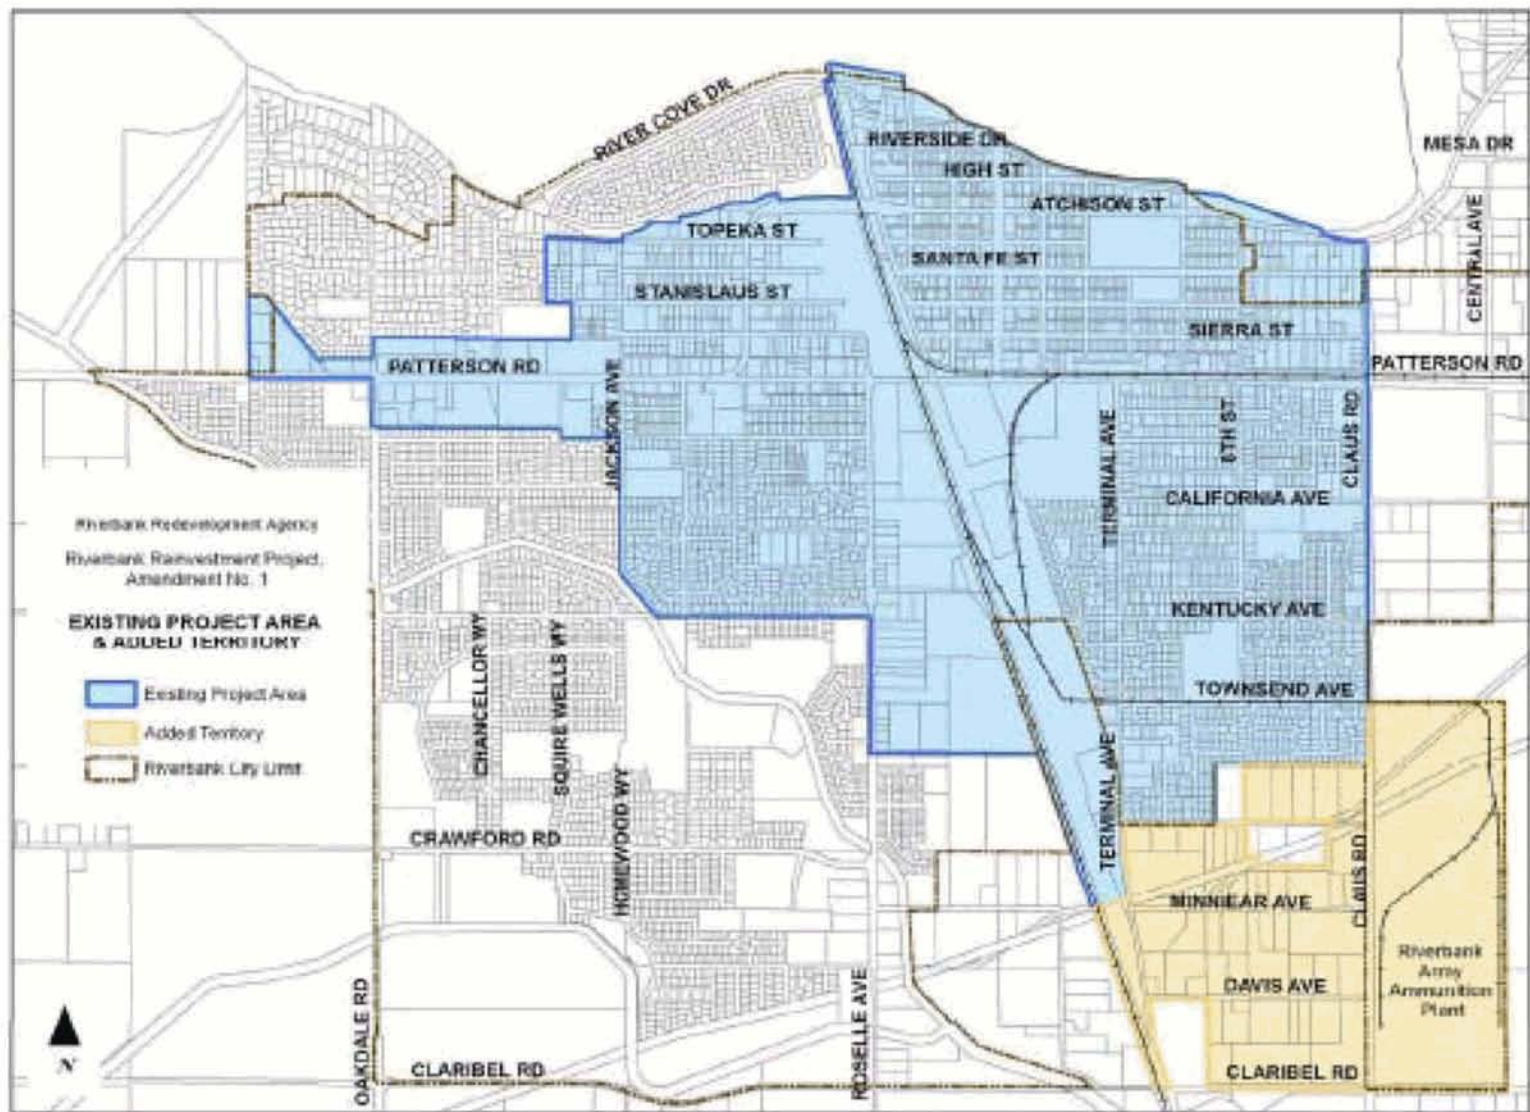 RIVER COVE DR
RIVERSIDE DR
HIGH ST
MESA DR
ATCHISON ST
TOPEKA ST
SANTA FE ST
CENTRAL AVE
STANISLAUS ST
SIERRA ST
PATTERSON RD
PATTERSON RD
JACKSON AVE
TERMINAL AVE
8TH ST
CLAUS RD
CALIFORNIA AVE
Riverbank Redevelopment Agency
Riverbank Reinvestment Project,
Amendment No. 1
EXISTING PROJECT AREA
& ADDED TERRITORY
Existing Project Area
Added Territory
Riverbank City Limit
KENTUCKY AVE
CHANCELLOR WY
SQUIRE WELLS WY
TOWNSEND AVE
HOMEWOOD WY
TERMINAL AVE
CRAWFORD RD
CLAUS RD
MINNIEAR AVE
Riverbank
Army
Ammunition
Plant
DAVIS AVE
N
OAKDALE RD
ROSELLE AVE
CLARIBEL RD
CLARIBEL RD